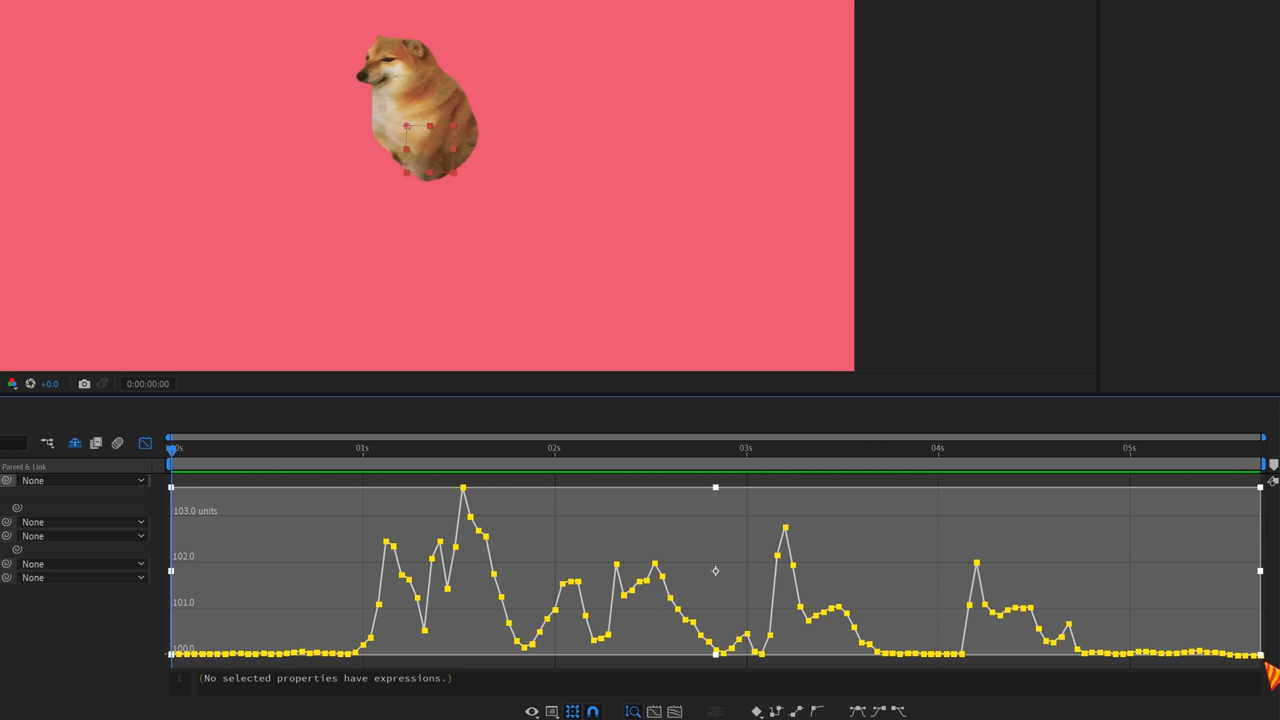 +0.0 0:00:00:00
00s 01s 02s 03s 04s 05s
Parent & Link
None
None
None
None
None
103.0 units
102.0
101.0
100.0
1 (No selected properties have expressions.)